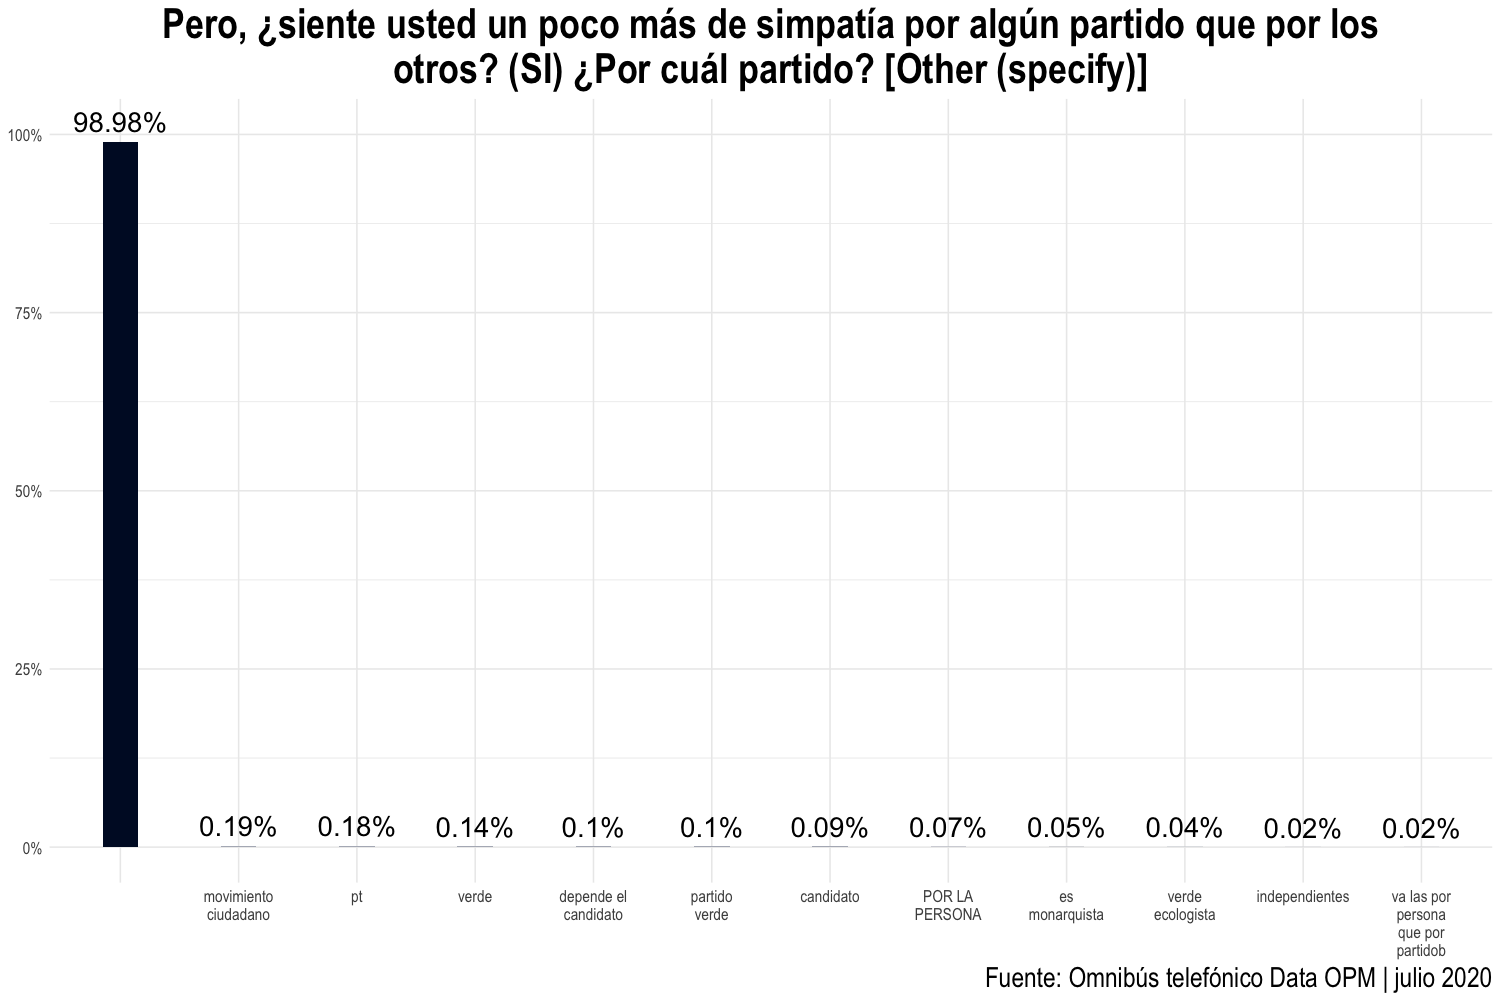 Pero, ¿siente usted un poco más de simpatía por algún partido que por los
otros? (SI) ¿Por cuál partido? [Other (specify)]
98.98%
100%
75%
50%
25%
0%
0.19%
0.18%
0.14%
0.1%
0.1%
0.09%
0.07%
0.05%
0.04%
0.02%
0.02%
movimiento
ciudadano
pt
verde
depende el
candidato
partido
verde
candidato
POR LA
PERSONA
es
monarquista
verde
ecologista
independientes
va las por
persona
que por
partidob
Fuente: Omnibús telefónico Data OPM | julio 2020